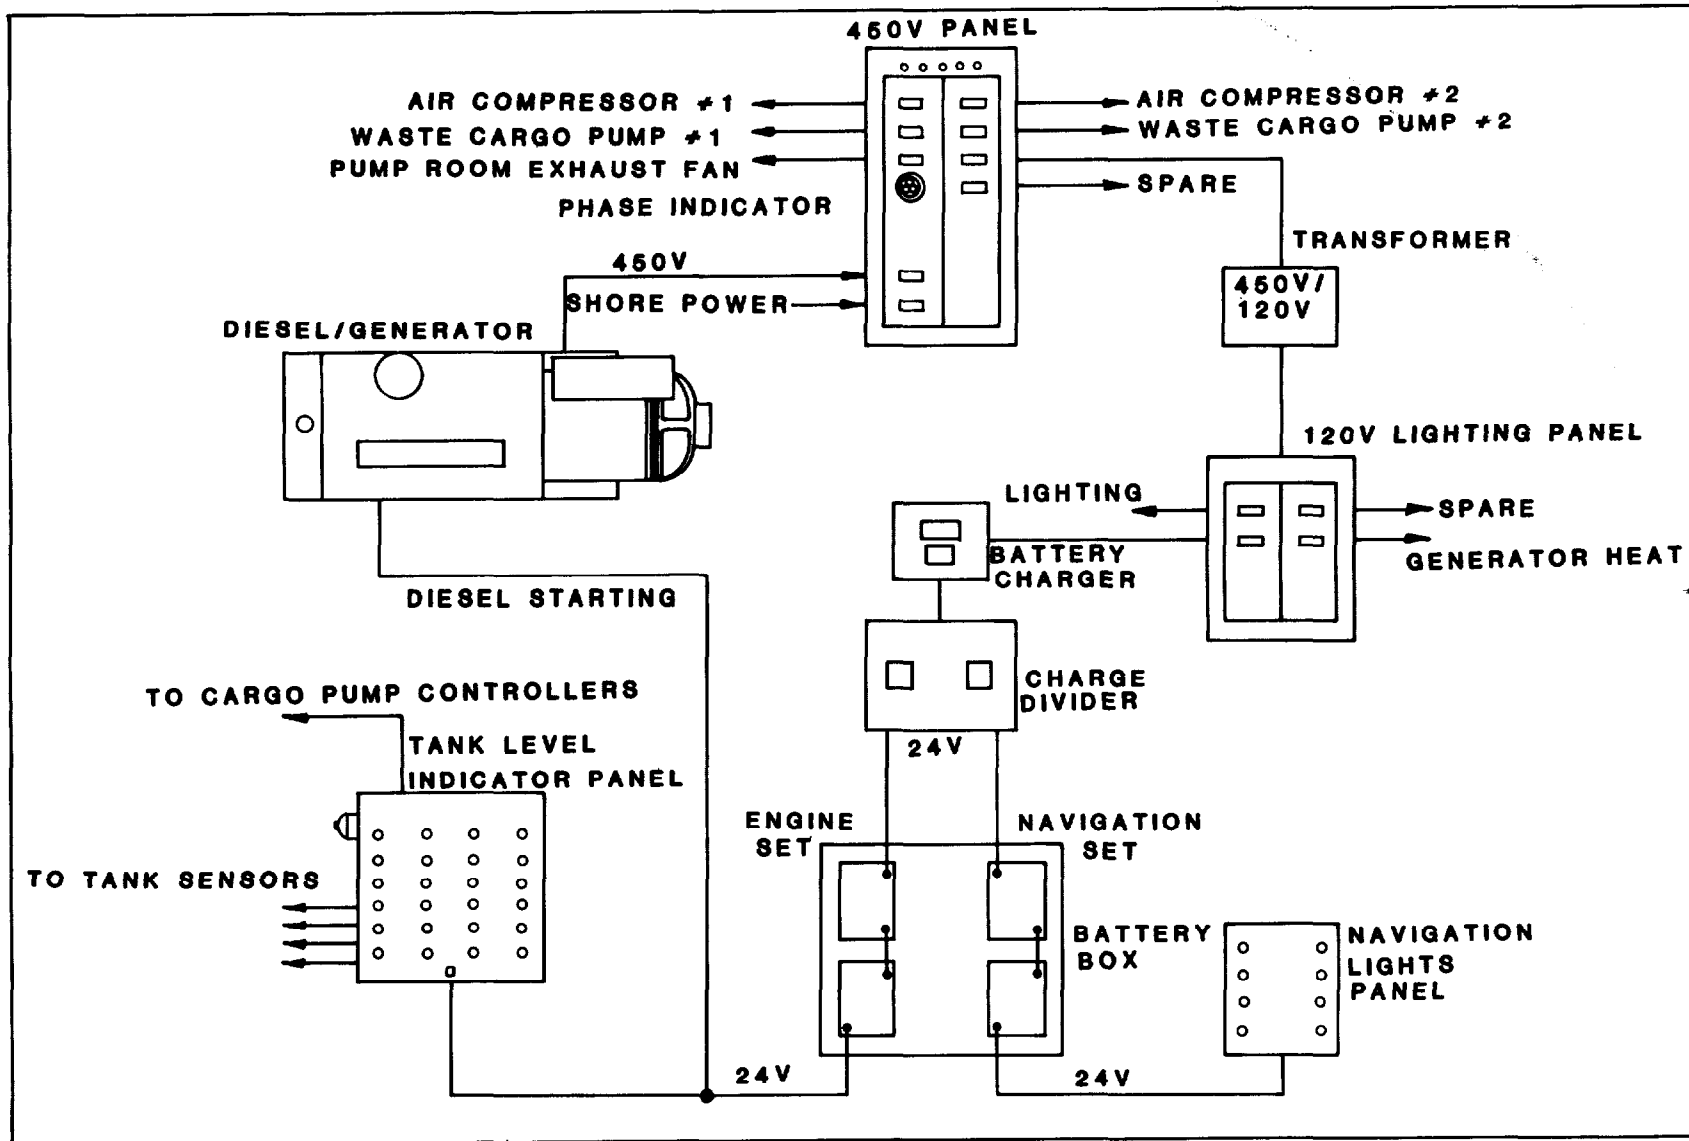 450V PANEL
AIR COMPRESSOR #1
WASTE CARGO PUMP #1
PUMP ROOM EXHAUST FAN
PHASE INDICATOR
AIR COMPRESSOR #2
WASTE CARGO PUMP #2
SPARE
450V
SHORE POWER
TRANSFORMER
450V/
120V
DIESEL/GENERATOR
120V LIGHTING PANEL
LIGHTING
SPARE
BATTERY
CHARGER
GENERATOR HEAT
DIESEL STARTING
TO CARGO PUMP CONTROLLERS
CHARGE
DIVIDER
TANK LEVEL
INDICATOR PANEL
24V
ENGINE
SET
NAVIGATION
SET
TO TANK SENSORS
BATTERY
BOX
NAVIGATION
LIGHTS
PANEL
24V
24V